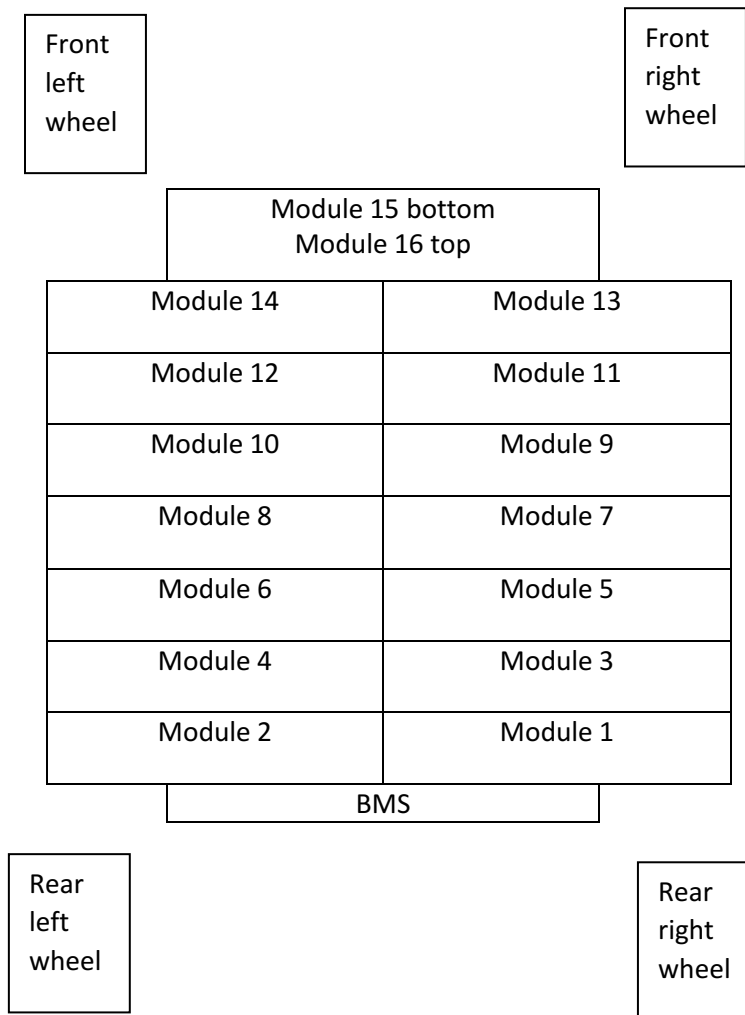 Front
left
wheel
Front
right
wheel
Module 15 bottom
Module 16 top
Module 14
Module 13
Module 12
Module 11
Module 10
Module 9
Module 8
Module 7
Module 6
Module 5
Module 4
Module 3
Module 2
Module 1
BMS
Rear
left
wheel
Rear
right
wheel